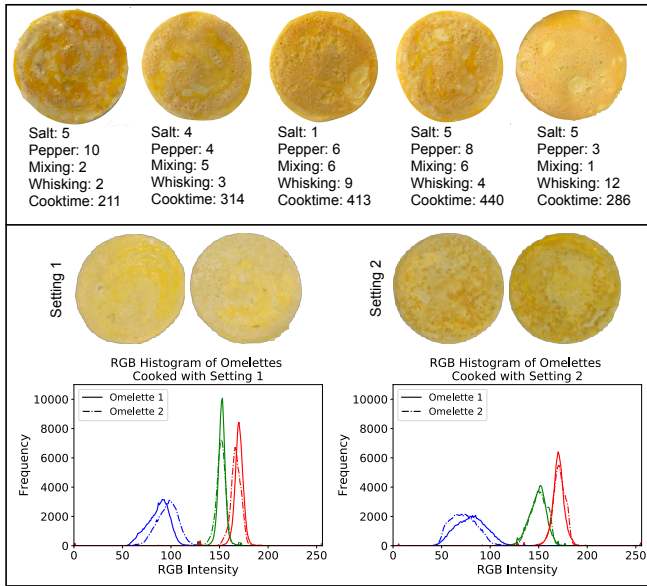 Salt: 5
Pepper: 10
Mixing: 2
Whisking: 2
Cooktime: 211
Salt: 4
Pepper: 4
Mixing: 5
Whisking: 3
Cooktime: 314
Salt: 1
Pepper: 6
Mixing: 6
Whisking: 9
Cooktime: 413
Salt: 5
Pepper: 8
Mixing: 6
Whisking: 4
Cooktime: 440
Salt: 5
Pepper: 3
Mixing: 1
Whisking: 12
Cooktime: 286
Setting 1
Setting 2
RGB Histogram of Omelettes
Cooked with Setting 1
Omelette 1
Omelette 2
Frequency
10000
8000
6000
4000
2000
0
0 50 100 150 200 250
RGB Intensity
RGB Histogram of Omelettes
Cooked with Setting 2
Omelette 1
Omelette 2
Frequency
10000
8000
6000
4000
2000
0
0 50 100 150 200 250
RGB Intensity